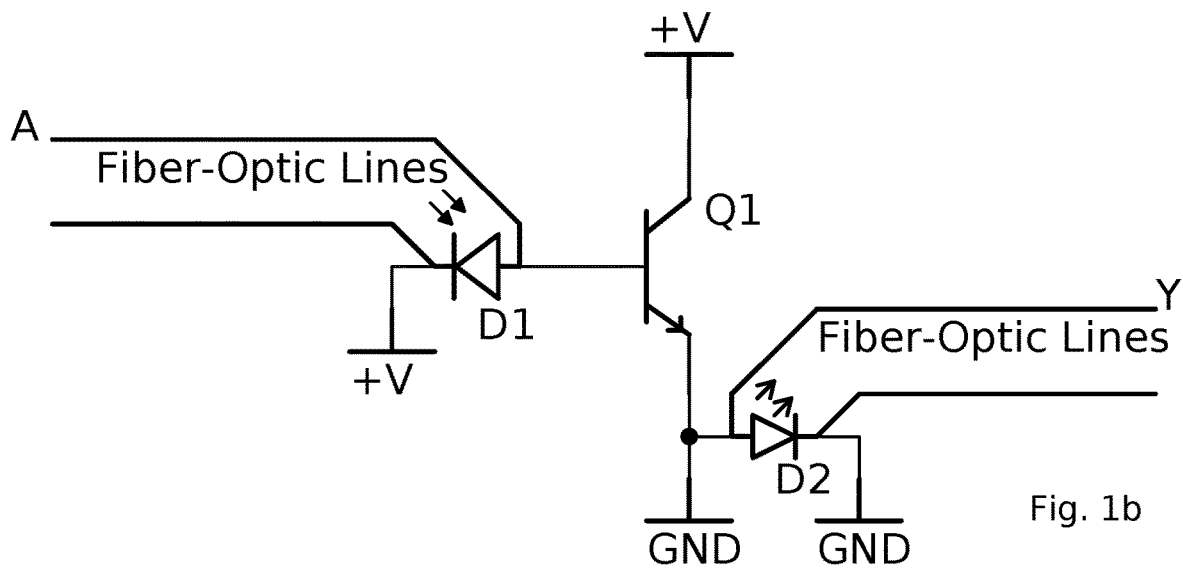 +V
A
Fiber-Optic Lines
Q1
D1
+V
Y
Fiber-Optic Lines
D2
Fig. 1b
GND
GND